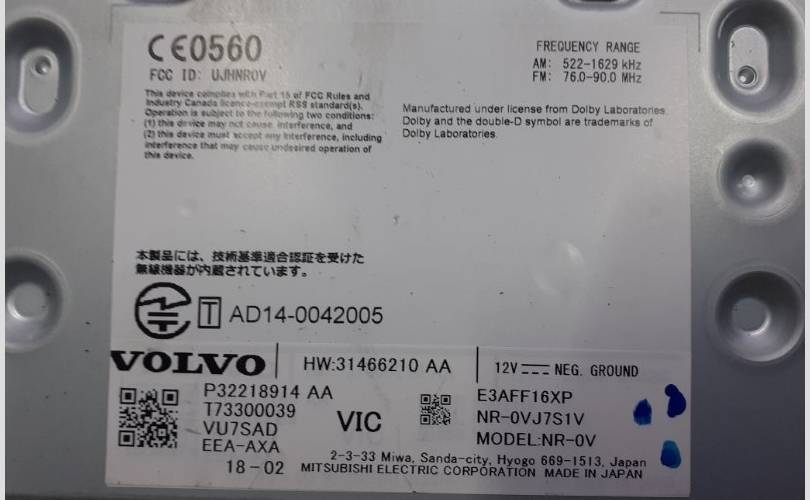 CE0560
FCC ID: UJHNR0V
This device complies with Part 15 of FCC Rules and
Industry Canada licence-exempt RSS standard(s).
Operation is subject to the following two conditions:
(1) this device may not cause interference, and
(2) this device must accept any interference, including
interference that may cause undesired operation of
this device.
FREQUENCY RANGE
AM: 522-1629 kHz
FM: 76.0-90.0 MHz
Manufactured under license from Dolby Laboratories.
Dolby and the double-D symbol are trademarks of
Dolby Laboratories.
本製品には、技術基準適合認証を受けた
無線機器が内蔵されています。
T AD14-0042005
VOLVO
HW:31466210 AA
12V NEG. GROUND
P32218914 AA
T73300039
VU7SAD
EEA-AXA
18-02
VIC
E3AFF16XP
NR-0VJ7S1V
MODEL:NR-0V
2-3-33 Miwa, Sanda-city, Hyogo 669-1513, Japan
MITSUBISHI ELECTRIC CORPORATION MADE IN JAPAN